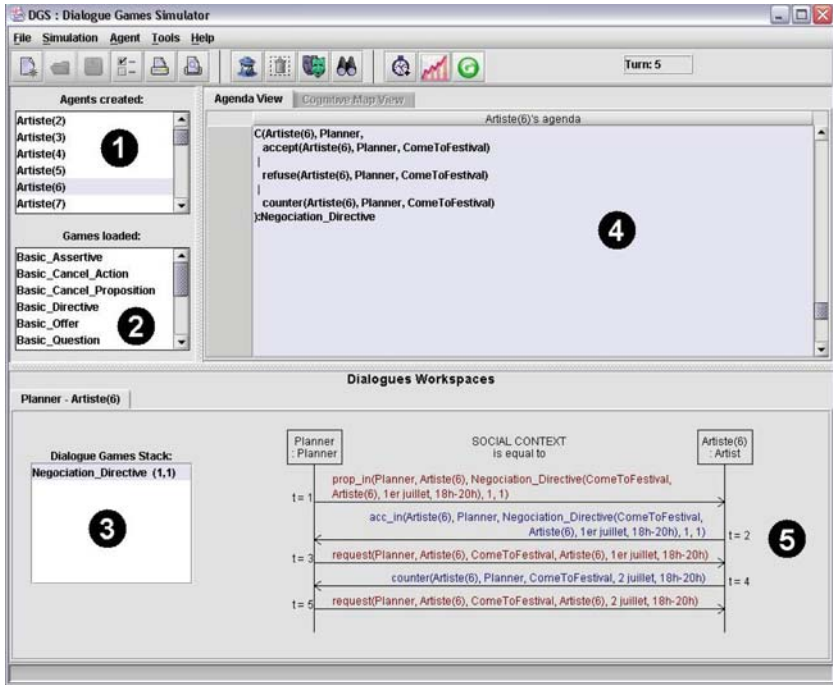 DGS : Dialogue Games Simulator
File Simulation Agent Tools Help
Turn: 5
Agents created:
Artiste(2)
Artiste(3)
Artiste(4)
Artiste(5)
Artiste(6)
Artiste(7)
1
Games loaded:
Basic_Assertive
Basic_Cancel_Action
Basic_Cancel_Proposition
Basic_Directive
Basic_Offer
Basic_Question
2
Agenda View Cognitive Map View
Artiste(6)'s agenda
C(Artiste(6), Planner,
accept(Artiste(6), Planner, ComeToFestival)
|
refuse(Artiste(6), Planner, ComeToFestival)
|
counter(Artiste(6), Planner, ComeToFestival)
):Negociation_Directive
4
Dialogues Workspaces
Planner - Artiste(6)
Dialogue Games Stack:
Negociation_Directive (1,1)
3
Planner
: Planner
SOCIAL CONTEXT
is equal to
Artiste(6)
: Artist
prop_in(Planner, Artiste(6), Negociation_Directive(ComeToFestival,
t= 1 Artiste(6), 1er juillet, 18h-20h), 1, 1)
acc_in(Artiste(6), Planner, Negociation_Directive(ComeToFestival,
Artiste(6), 1er juillet, 18h-20h), 1, 1) t= 2
t= 3 request(Planner, Artiste(6), ComeToFestival, Artiste(6), 1er juillet, 18h-20h)
counter(Artiste(6), Planner, ComeToFestival, 2 juillet, 18h-20h) t= 4
t= 5 request(Planner, Artiste(6), ComeToFestival, Artiste(6), 2 juillet, 18h-20h)
5